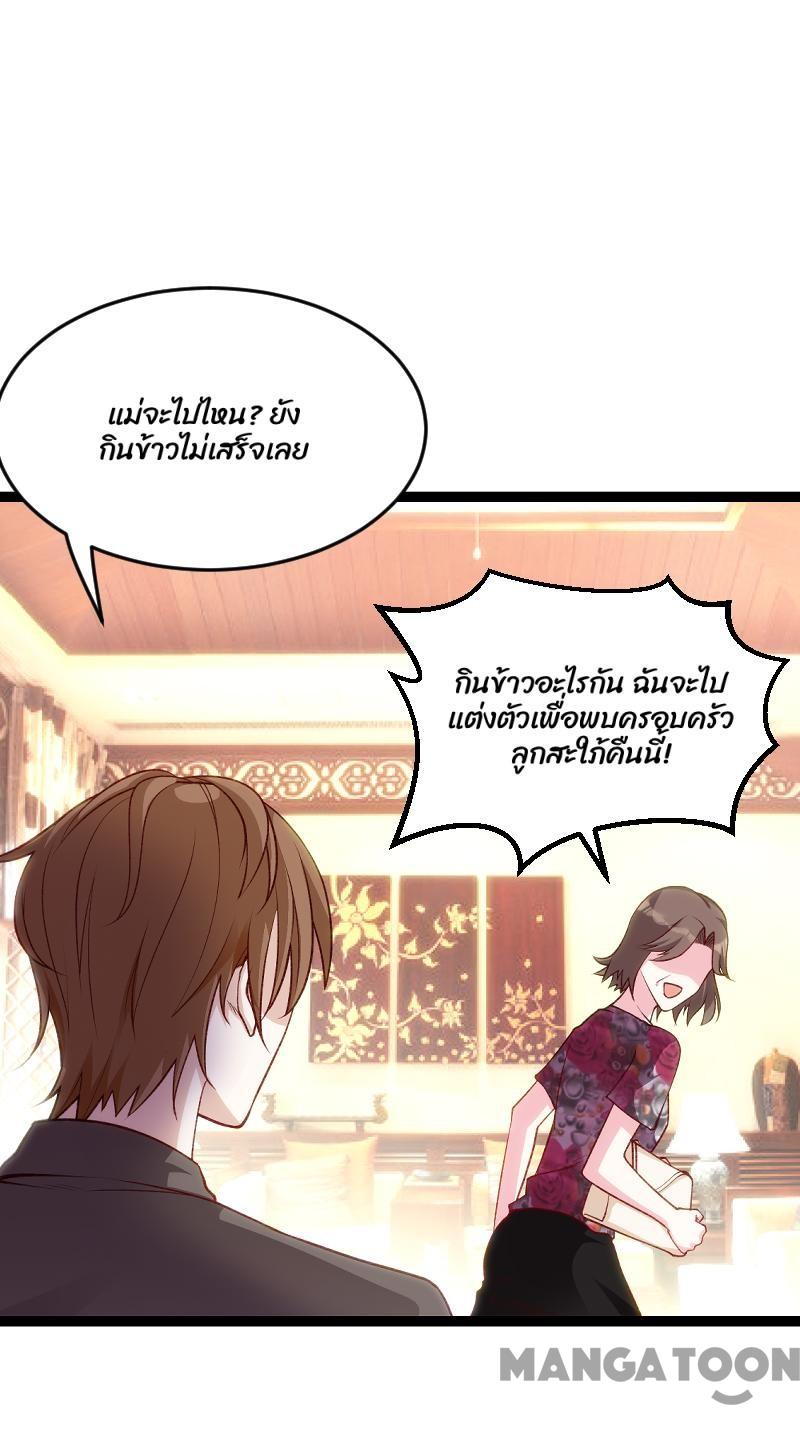 แม่จะไปไหน? ยัง
กินข้าวไม่เสร็จเลย
กินข้าวอะไรกัน ฉันจะไป
แต่งตัวเพื่อพบครอบครัว
ลูกสะใภ้คืนนี้!
MANGATOON